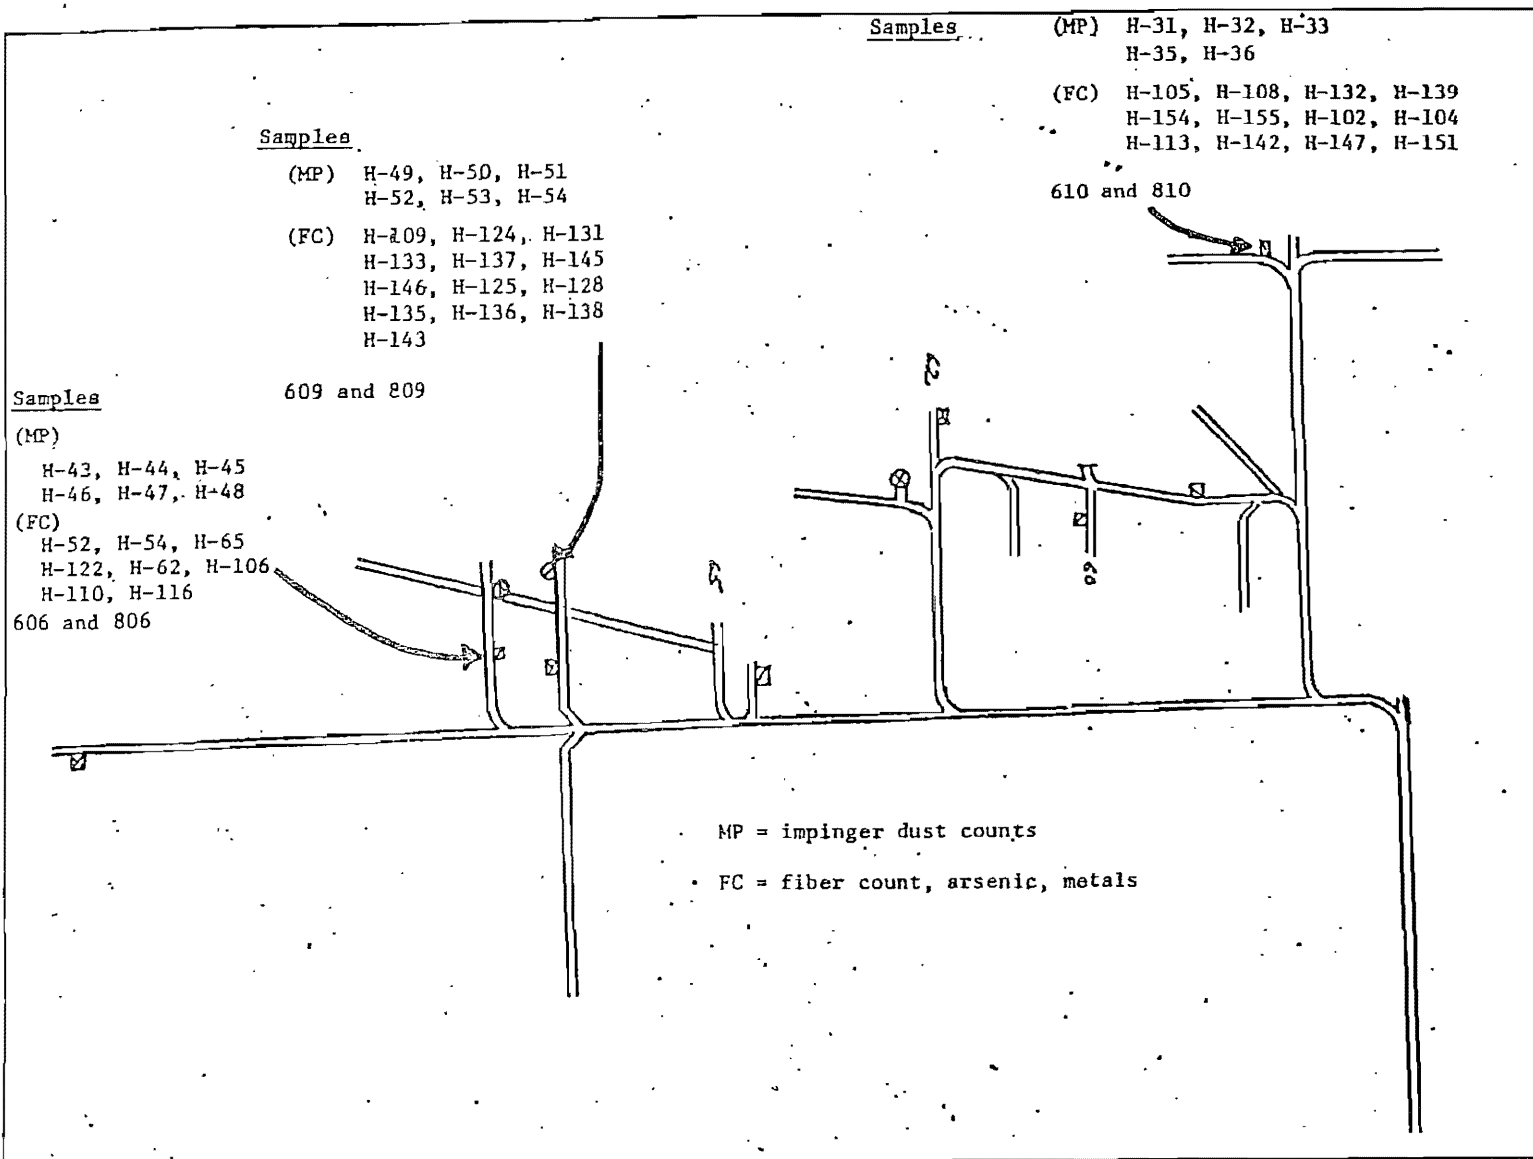 Samples
(MP) H-31, H-32, H-33
H-35, H-36
(FC) H-105, H-108, H-132, H-139
H-154, H-155, H-102, H-104
H-113, H-142, H-147, H-151
610 and 810
Samples
(MP) H-49, H-50, H-51
H-52, H-53, H-54
(FC) H-109, H-124, H-131
H-133, H-137, H-145
H-146, H-125, H-128
H-135, H-136, H-138
H-143
609 and 809
Samples
(MP)
H-43, H-44, H-45
H-46, H-47, H-48
(FC)
H-52, H-54, H-65
H-122, H-62, H-106
H-110, H-116
606 and 806
62
60
MP = impinger dust counts
FC = fiber count, arsenic, metals